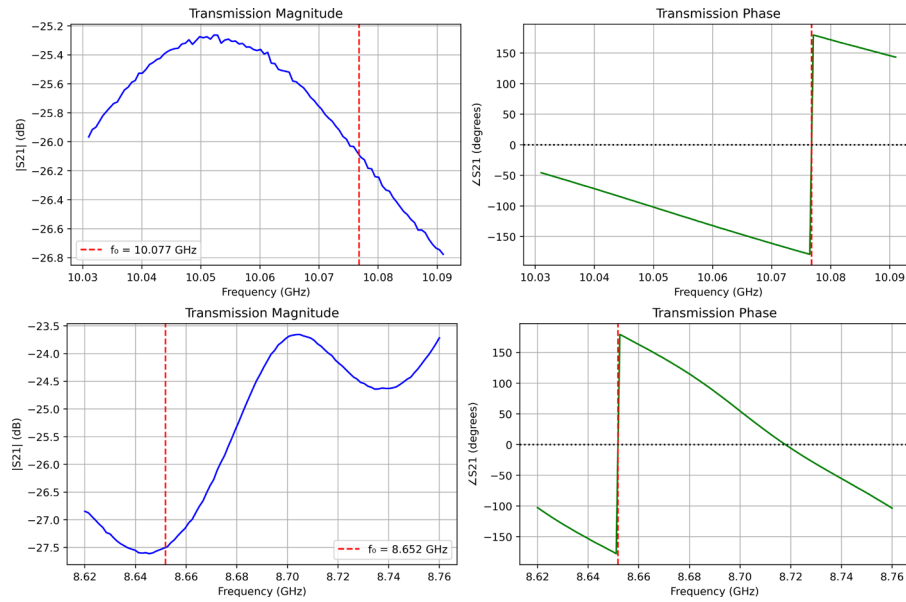 Transmission Magnitude
|S21| (dB)
-25.2
−25.4
−25.6
−25.8
−26.0
−26.2
−26.4
−26.6
−26.8
f₀ = 10.077 GHz
10.03 10.04 10.05 10.06 10.07 10.08 10.09
Frequency (GHz)
Transmission Phase
∠S21 (degrees)
150
100
50
0
−50
−100
−150
10.03 10.04 10.05 10.06 10.07 10.08 10.09
Frequency (GHz)
Transmission Magnitude
|S21| (dB)
−23.5
−24.0
−24.5
−25.0
−25.5
−26.0
−26.5
−27.0
−27.5
f₀ = 8.652 GHz
8.62 8.64 8.66 8.68 8.70 8.72 8.74 8.76
Frequency (GHz)
Transmission Phase
∠S21 (degrees)
150
100
50
0
−50
−100
−150
8.62 8.64 8.66 8.68 8.70 8.72 8.74 8.76
Frequency (GHz)